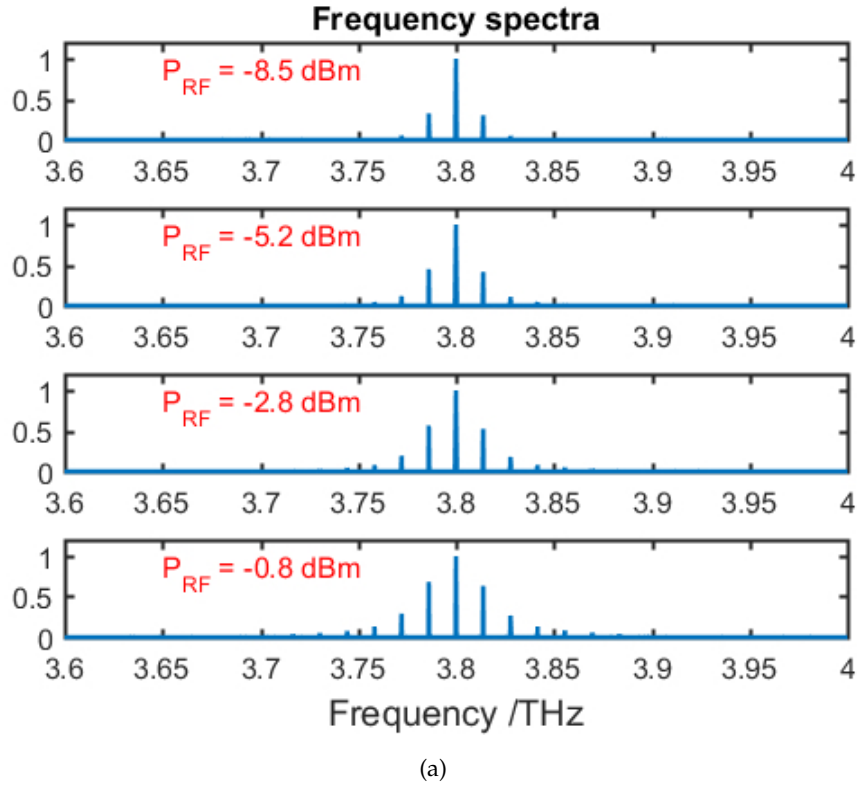 Frequency spectra
P_RF = -8.5 dBm
1
0.5
0
3.6 3.65 3.7 3.75 3.8 3.85 3.9 3.95 4
P_RF = -5.2 dBm
1
0.5
0
3.6 3.65 3.7 3.75 3.8 3.85 3.9 3.95 4
P_RF = -2.8 dBm
1
0.5
0
3.6 3.65 3.7 3.75 3.8 3.85 3.9 3.95 4
P_RF = -0.8 dBm
1
0.5
0
3.6 3.65 3.7 3.75 3.8 3.85 3.9 3.95 4
Frequency /THz
(a)